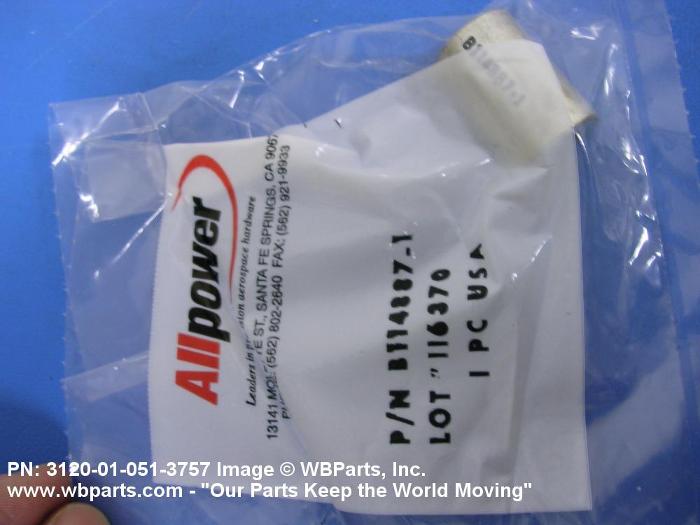 B114887-1
Allpower
Leaders in aerospace hardware
13141 ST., SANTA FE SPRINGS, CA
(562) 802-2640 FAX: (562) 921-9933
P/N B114887-1
LOT "116370
1 PC USA
PN: 3120-01-051-3757 Image © WBParts, Inc.
www.wbparts.com - "Our Parts Keep the World Moving"